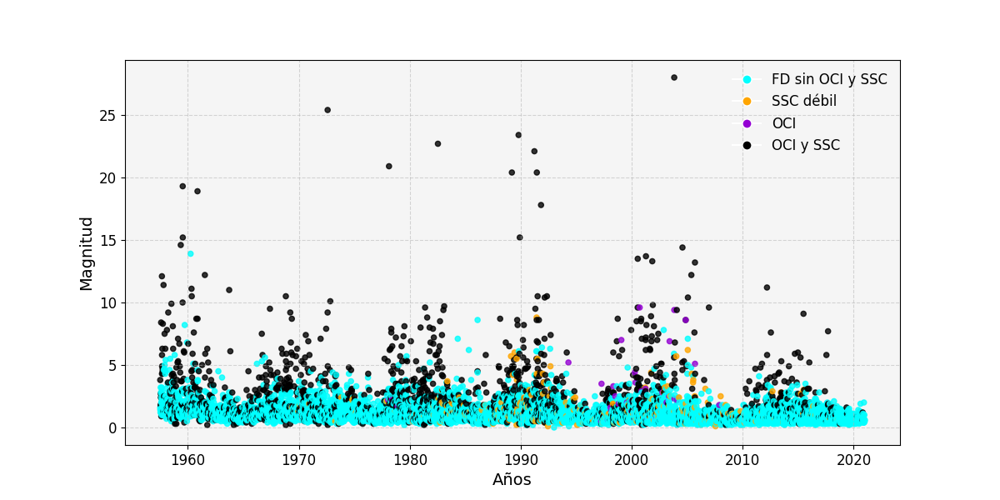 FD sin OCI y SSC
SSC débil
OCI
OCI y SSC
25
20
15
10
5
0
Magnitud
1960 1970 1980 1990 2000 2010 2020
Años